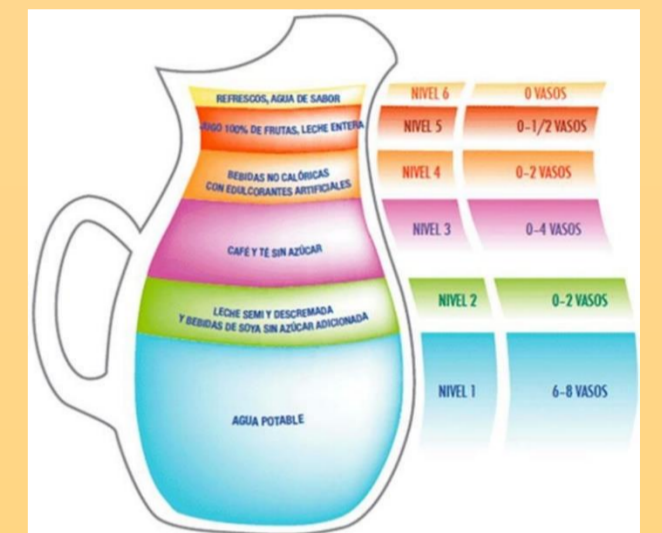 REFRESCOS, AGUA DE SABOR
NIVEL 6
0 VASOS
JUGO 100% DE FRUTAS, LECHE ENTERA
NIVEL 5
0-1/2 VASOS
BEBIDAS NO CALÓRICAS
CON EDULCORANTES ARTIFICIALES
NIVEL 4
0-2 VASOS
CAFÉ Y TÉ SIN AZÚCAR
NIVEL 3
0-4 VASOS
LECHE SEMI Y DESCREMADA
Y BEBIDAS DE SOYA SIN AZÚCAR ADICIONADA
NIVEL 2
0-2 VASOS
AGUA POTABLE
NIVEL 1
6-8 VASOS